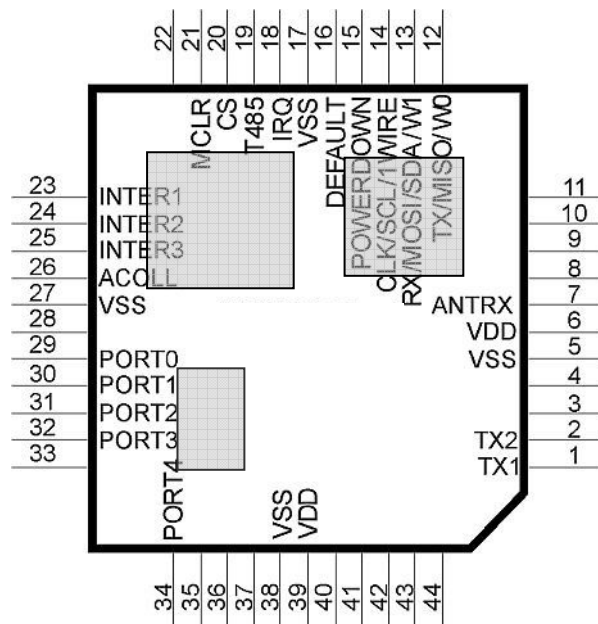 22 21 20 19 18 17 16 15 14 13 12
MCLR
CS
T485
IRQ
VSS
DEFAULT
POWERDOWN
CLK/SCL/1WIRE
RX/MOSI/SDA/W1
TX/MISO/W0
23 INTER1
24 INTER2
25 INTER3
26 ACOLL
27 VSS
28
29 PORT0
30 PORT1
31 PORT2
32 PORT3
33
11
10
9
8
ANTRX 7
VDD 6
VSS 5
4
3
TX2 2
TX1 1
PORT4
VSS
VDD
34 35 36 37 38 39 40 41 42 43 44